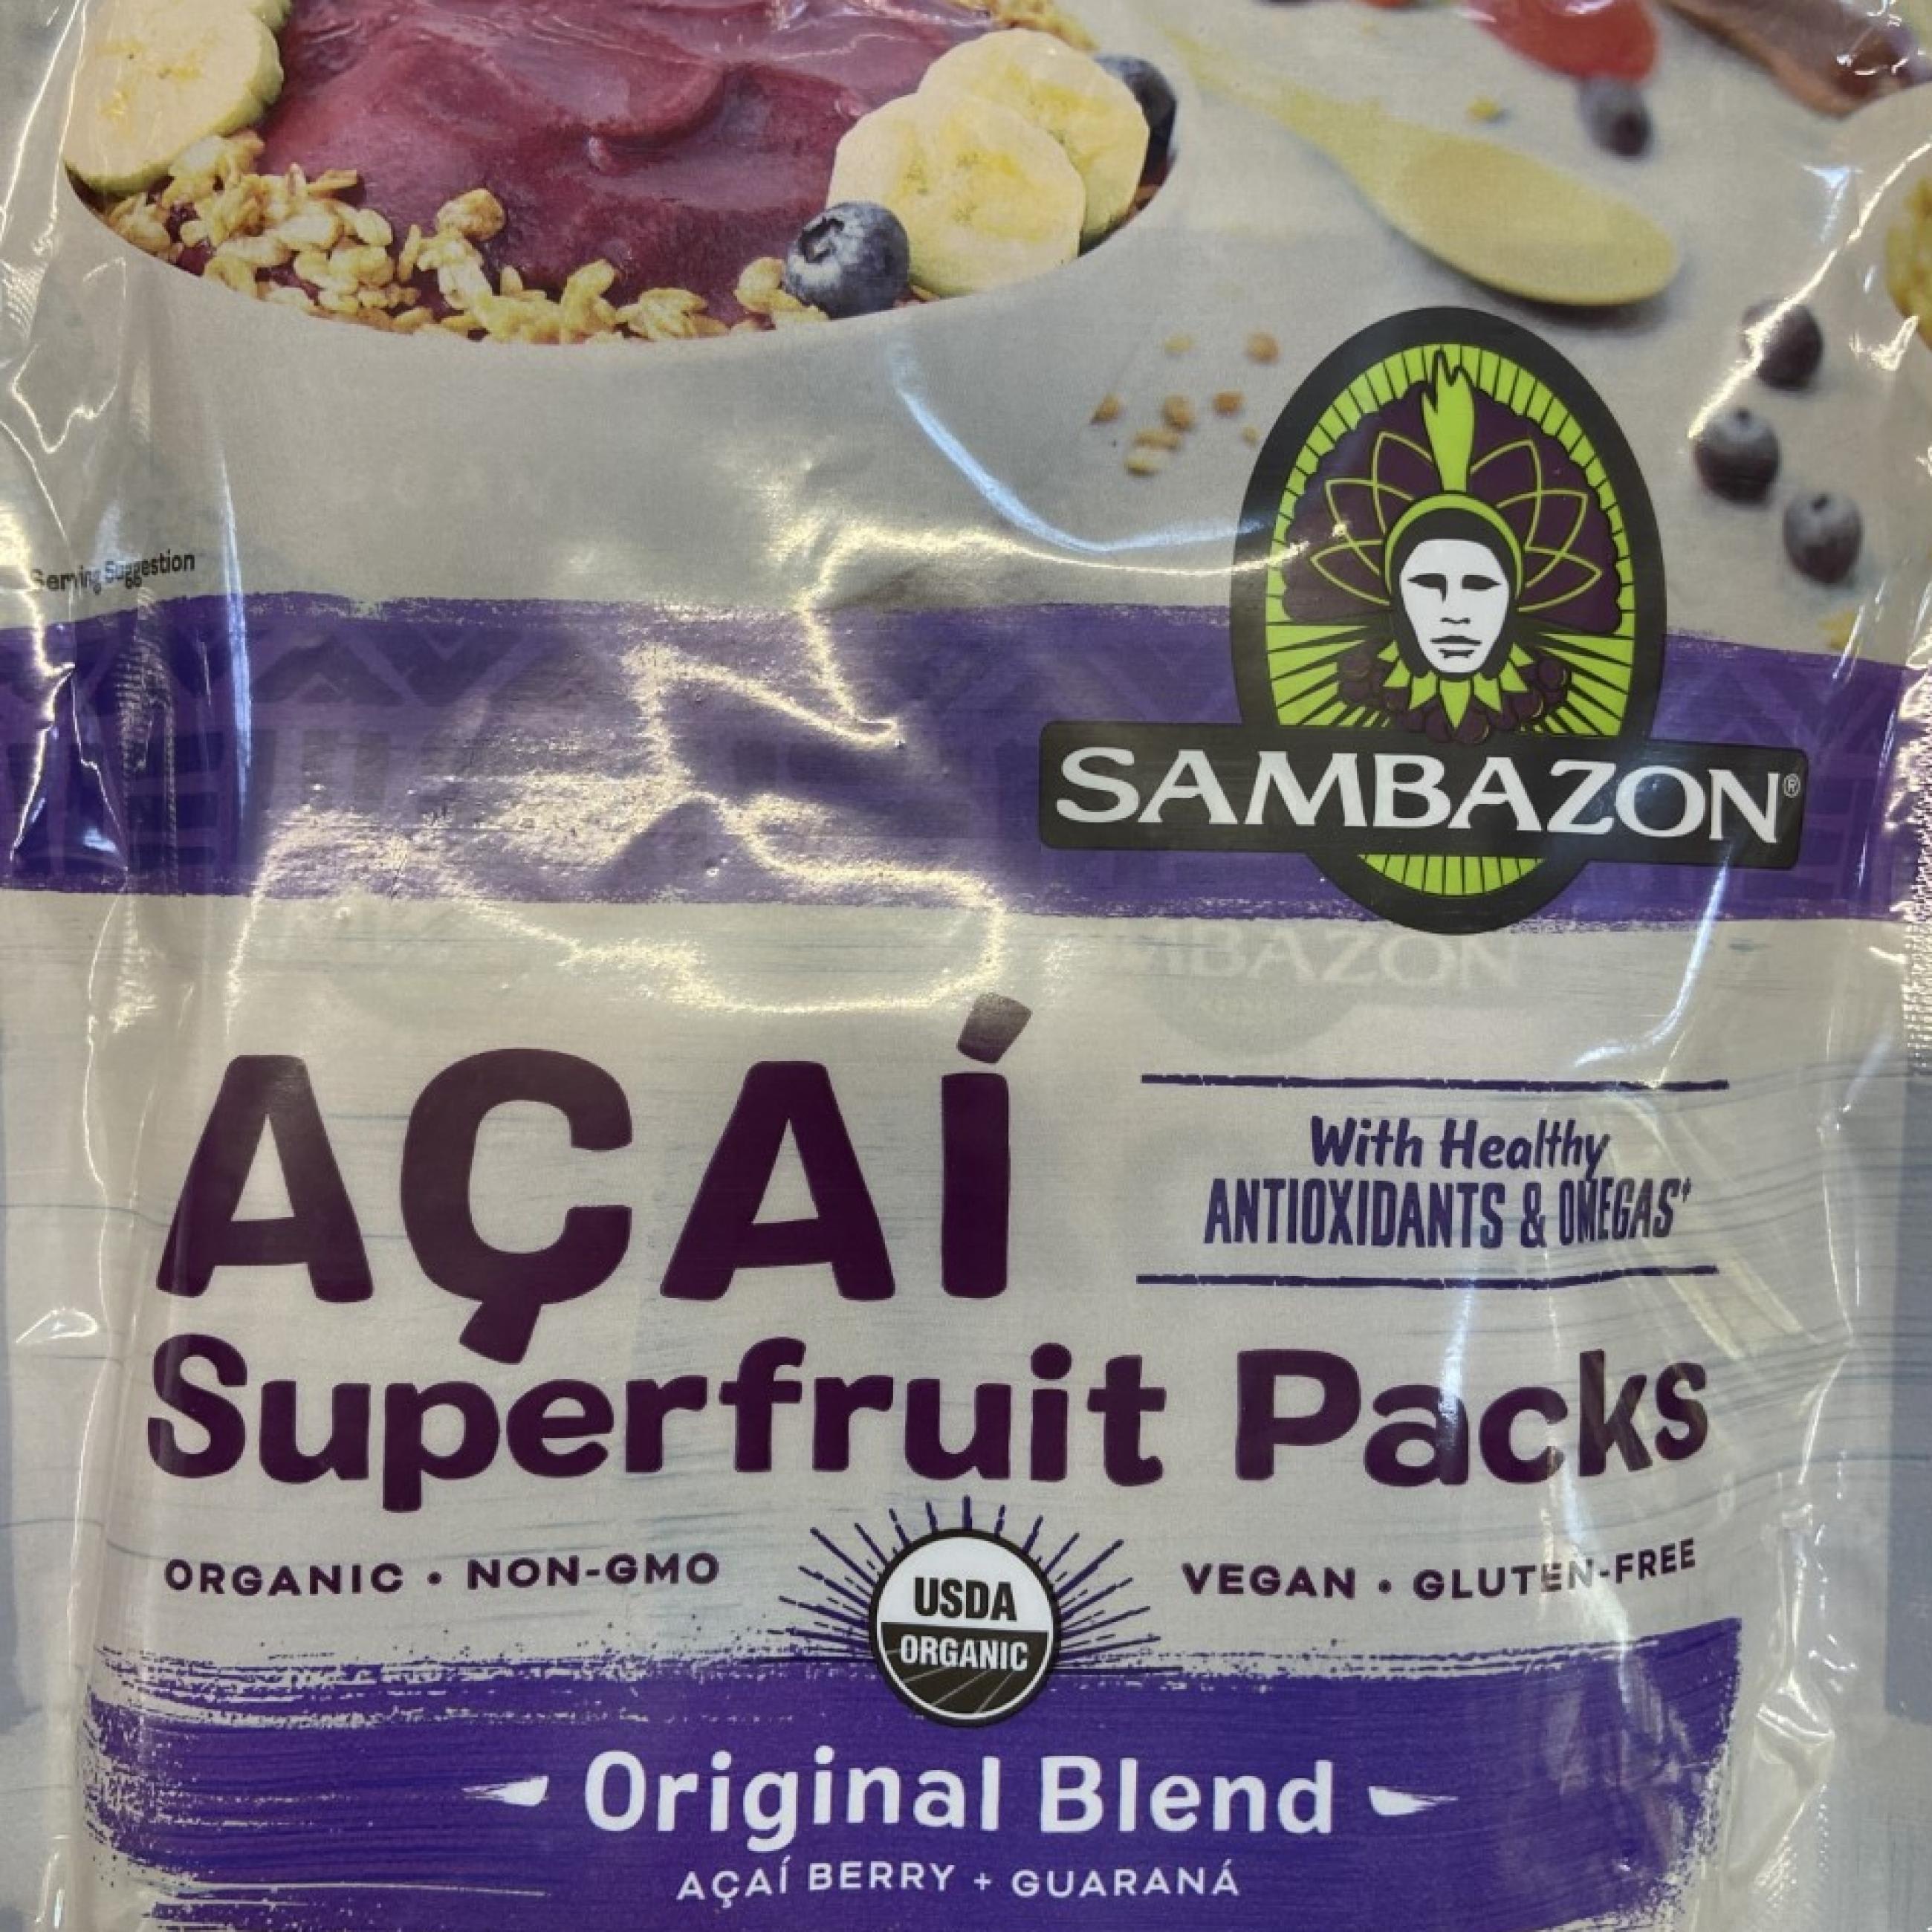 Serving Suggestion
SAMBAZON®
MBAZON
AÇAÍ
With Healthy
ANTIOXIDANTS & OMEGAS†
Superfruit Packs
ORGANIC • NON-GMO
USDA
ORGANIC
VEGAN • GLUTEN-FREE
Original Blend
AÇAÍ BERRY + GUARANÁ